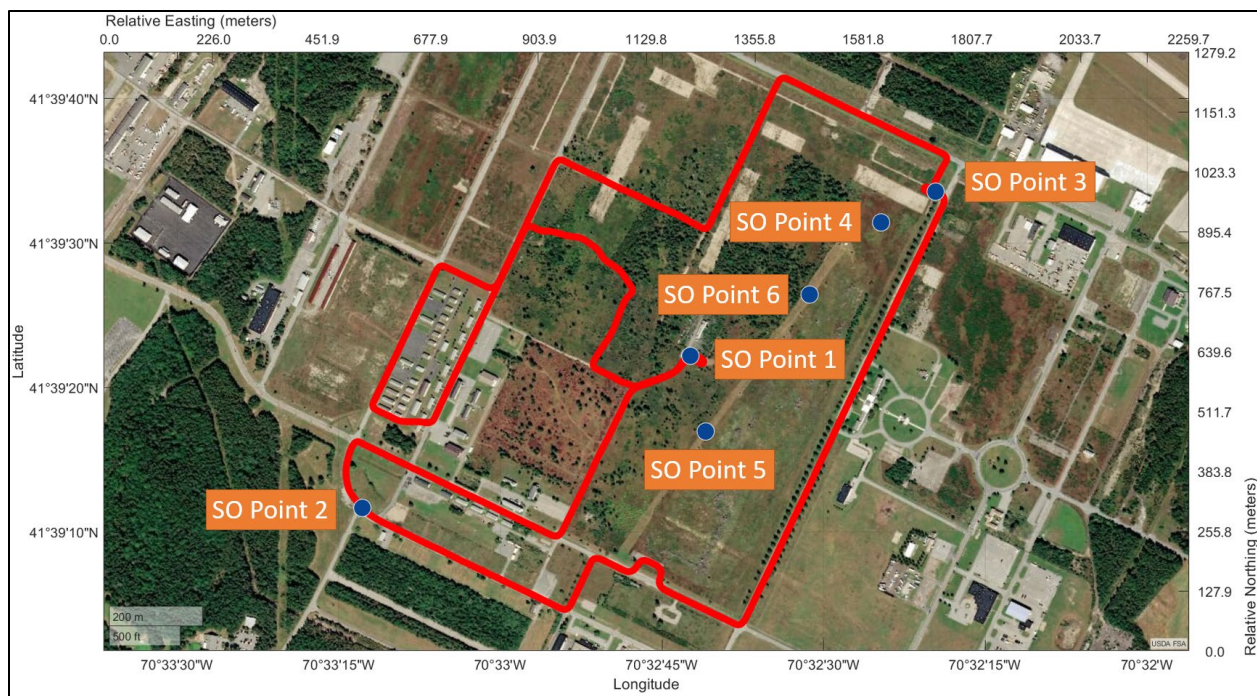 Relative Easting (meters)
0.0 226.0 451.9 677.9 903.9 1129.8 1355.8 1581.8 1807.7 2033.7 2259.7
1279.2
41°39'40"N
1151.3
SO Point 3
1023.3
SO Point 4
41°39'30"N
895.4
SO Point 6
767.5
SO Point 1
639.6
Latitude
41°39'20"N
511.7
SO Point 5
383.8
SO Point 2
41°39'10"N
255.8
Relative Northing (meters)
127.9
200 m
500 ft
USDA FSA
0.0
70°33'30"W 70°33'15"W 70°33'W 70°32'45"W 70°32'30"W 70°32'15"W 70°32'W
Longitude